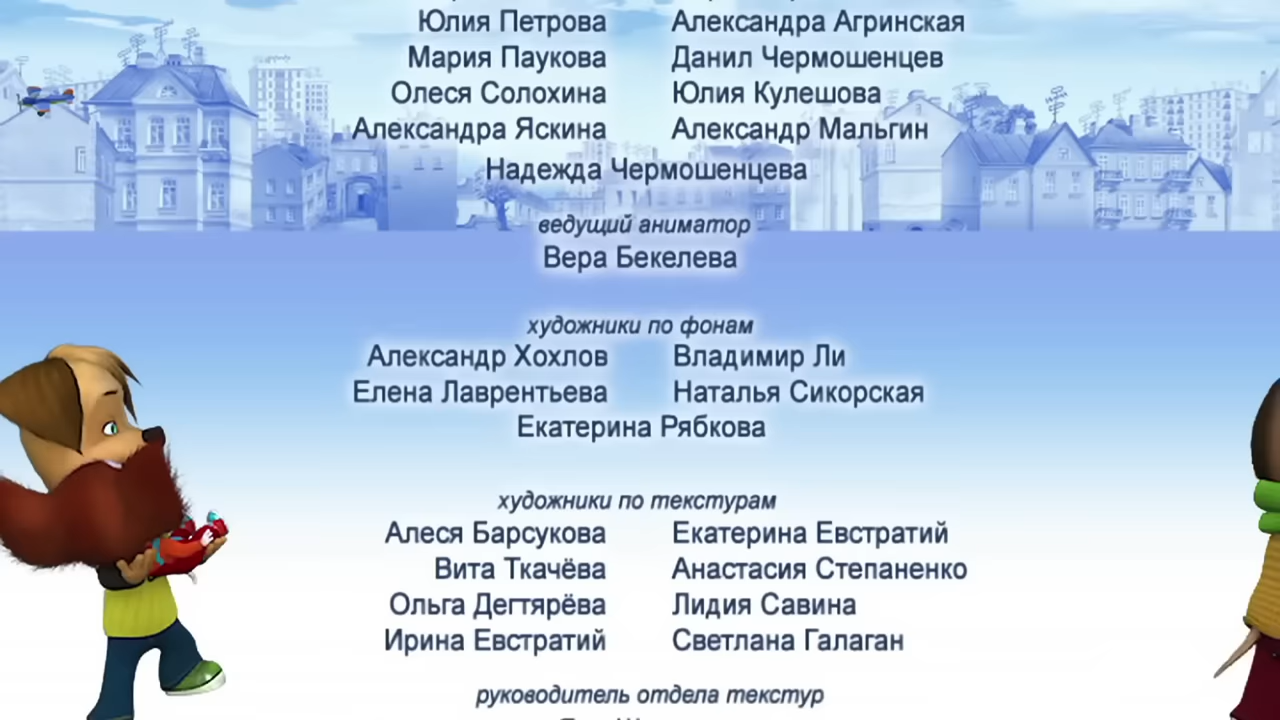 Юлия Петрова Александра Агринская
Мария Паукова Данил Чермошенцев
Олеся Солохина Юлия Кулешова
Александра Яскина Александр Мальгин
Надежда Чермошенцева
ведущий аниматор
Вера Бекелева
художники по фонам
Александр Хохлов Владимир Ли
Елена Лаврентьева Наталья Сикорская
Екатерина Рябкова
художники по текстурам
Алеся Барсукова Екатерина Евстратий
Вита Ткачёва Анастасия Степаненко
Ольга Дегтярёва Лидия Савина
Ирина Евстратий Светлана Галаган
руководитель отдела текстур